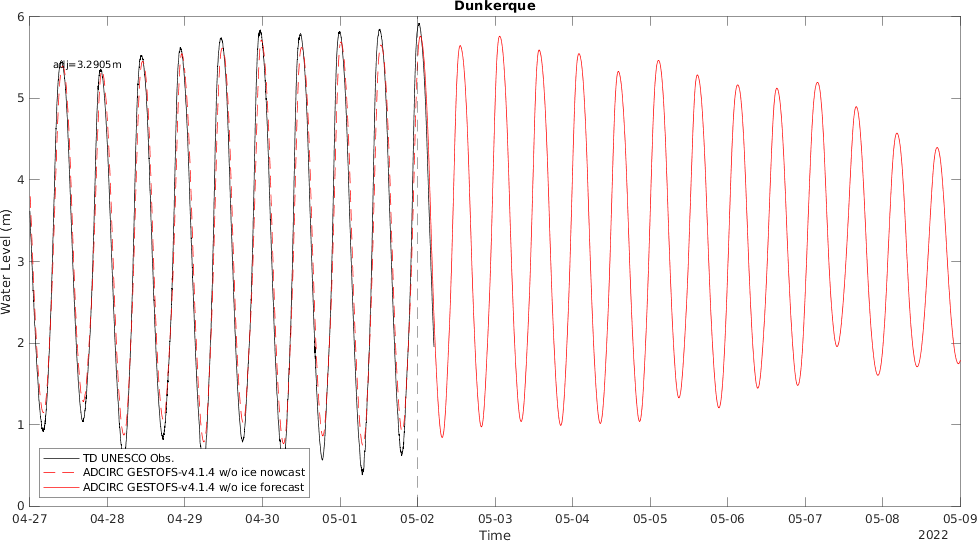 Dunkerque
6
adj=3.2905m
5
4
3
2
1
0
Water Level (m)
TD UNESCO Obs.
ADCIRC GESTOFS-v4.1.4 w/o ice nowcast
ADCIRC GESTOFS-v4.1.4 w/o ice forecast
04-27 04-28 04-29 04-30 05-01 05-02 05-03 05-04 05-05 05-06 05-07 05-08 05-09
Time
2022